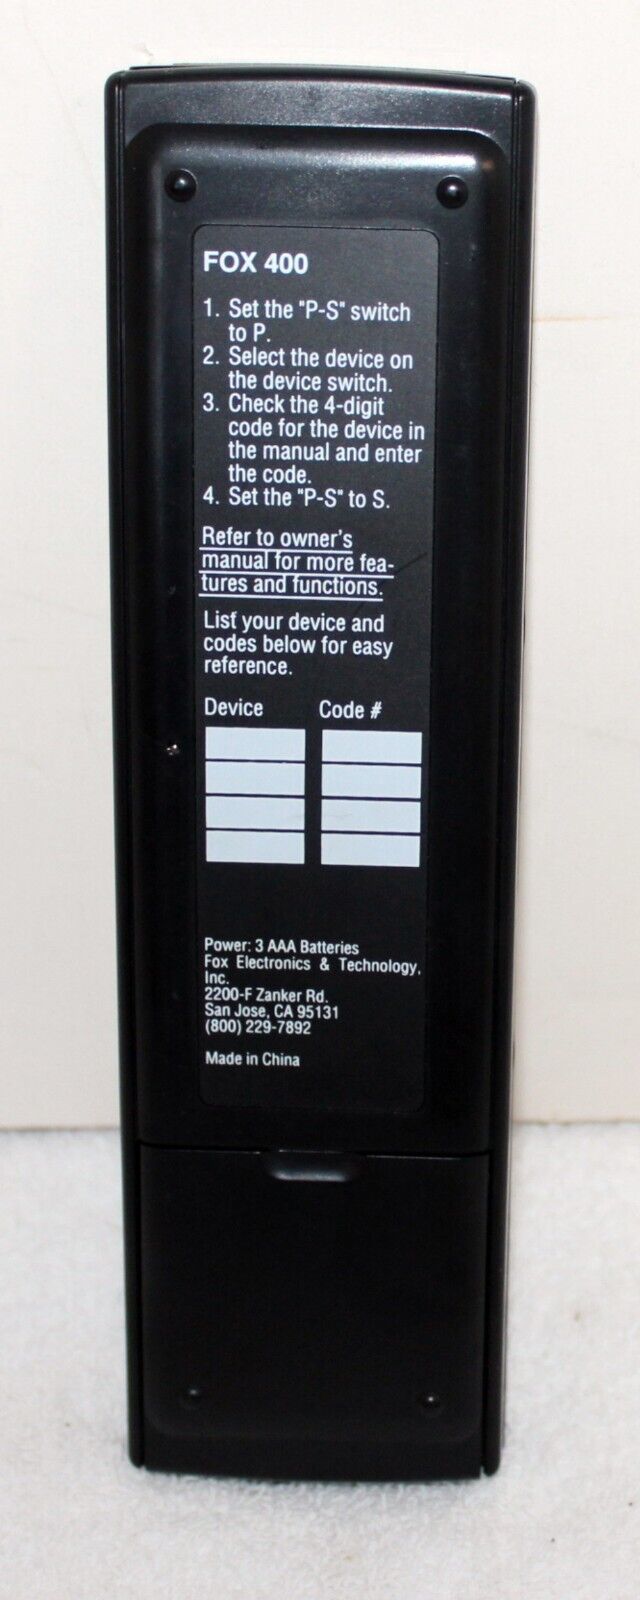 FOX 400
1. Set the "P-S" switch
to P.
2. Select the device on
the device switch.
3. Check the 4-digit
code for the device in
the manual and enter
the code.
4. Set the "P-S" to S.
Refer to owner's
manual for more fea-
tures and functions.
List your device and
codes below for easy
reference.
Device Code #
Power: 3 AAA Batteries
Fox Electronics & Technology,
Inc.
2200-F Zanker Rd.
San Jose, CA 95131
(800) 229-7892
Made in China